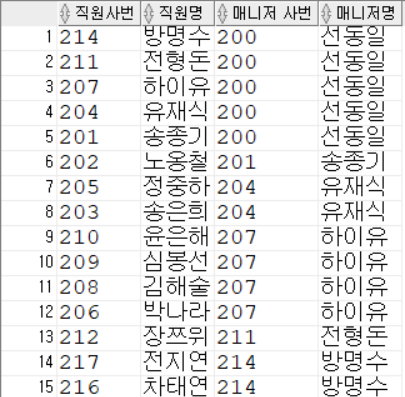 직원사번 직원명 매니저 사번 매니저명
1 214 방명수 200 선동일
2 211 전형돈 200 선동일
3 207 하이유 200 선동일
4 204 유재식 200 선동일
5 201 송종기 200 선동일
6 202 노옹철 201 송종기
7 205 정중하 204 유재식
8 203 송은희 204 유재식
9 210 윤은해 207 하이유
10 209 심봉선 207 하이유
11 208 김해술 207 하이유
12 206 박나라 207 하이유
13 212 장쯔위 211 전형돈
14 217 전지연 214 방명수
15 216 차태연 214 방명수